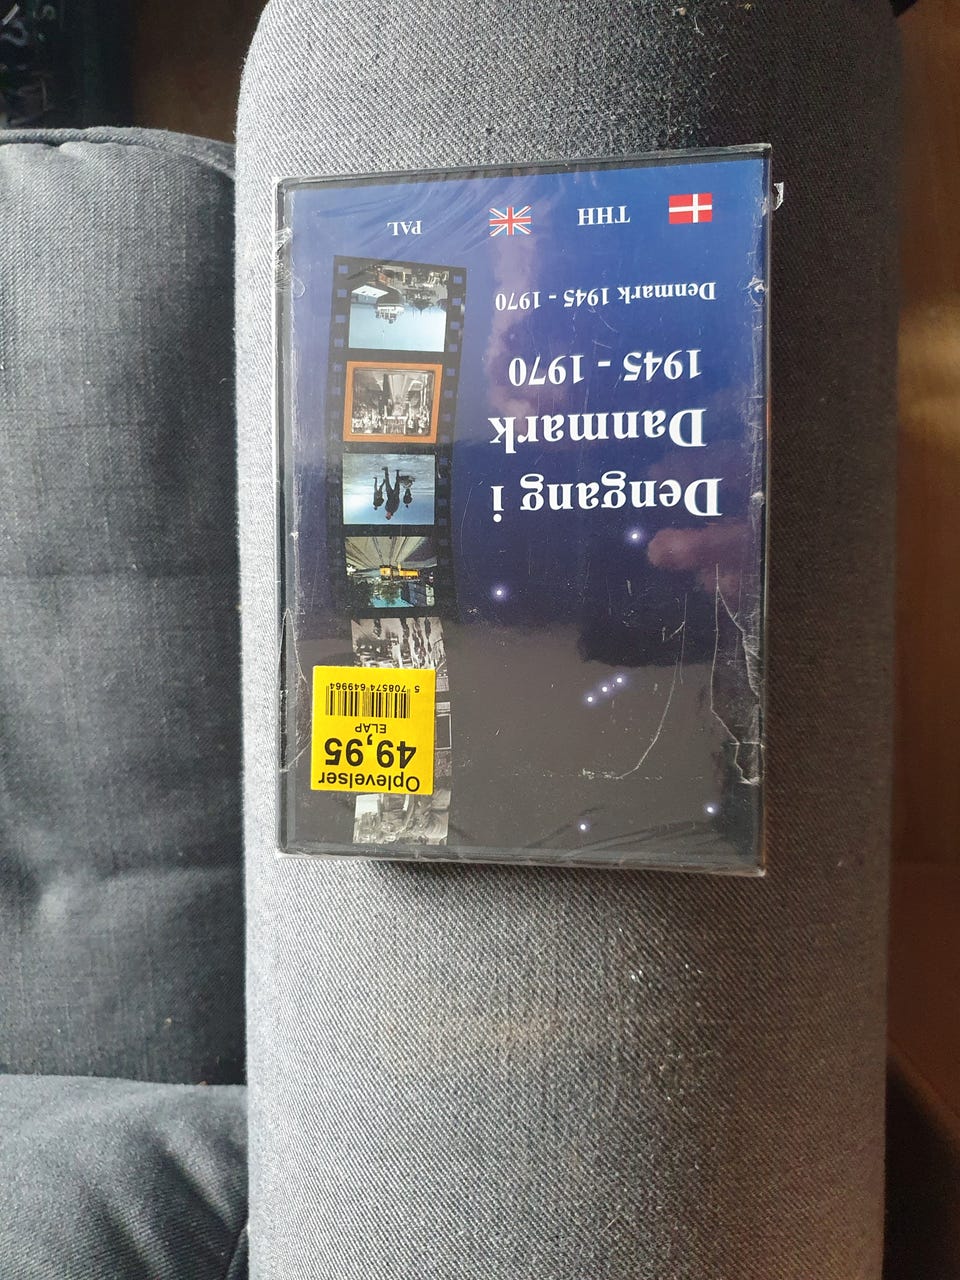 Oplevelser
49,95
ELAP
5 708574 649964
Dengang i
Danmark
1945 - 1970
Denmark 1945 - 1970
THH PAL